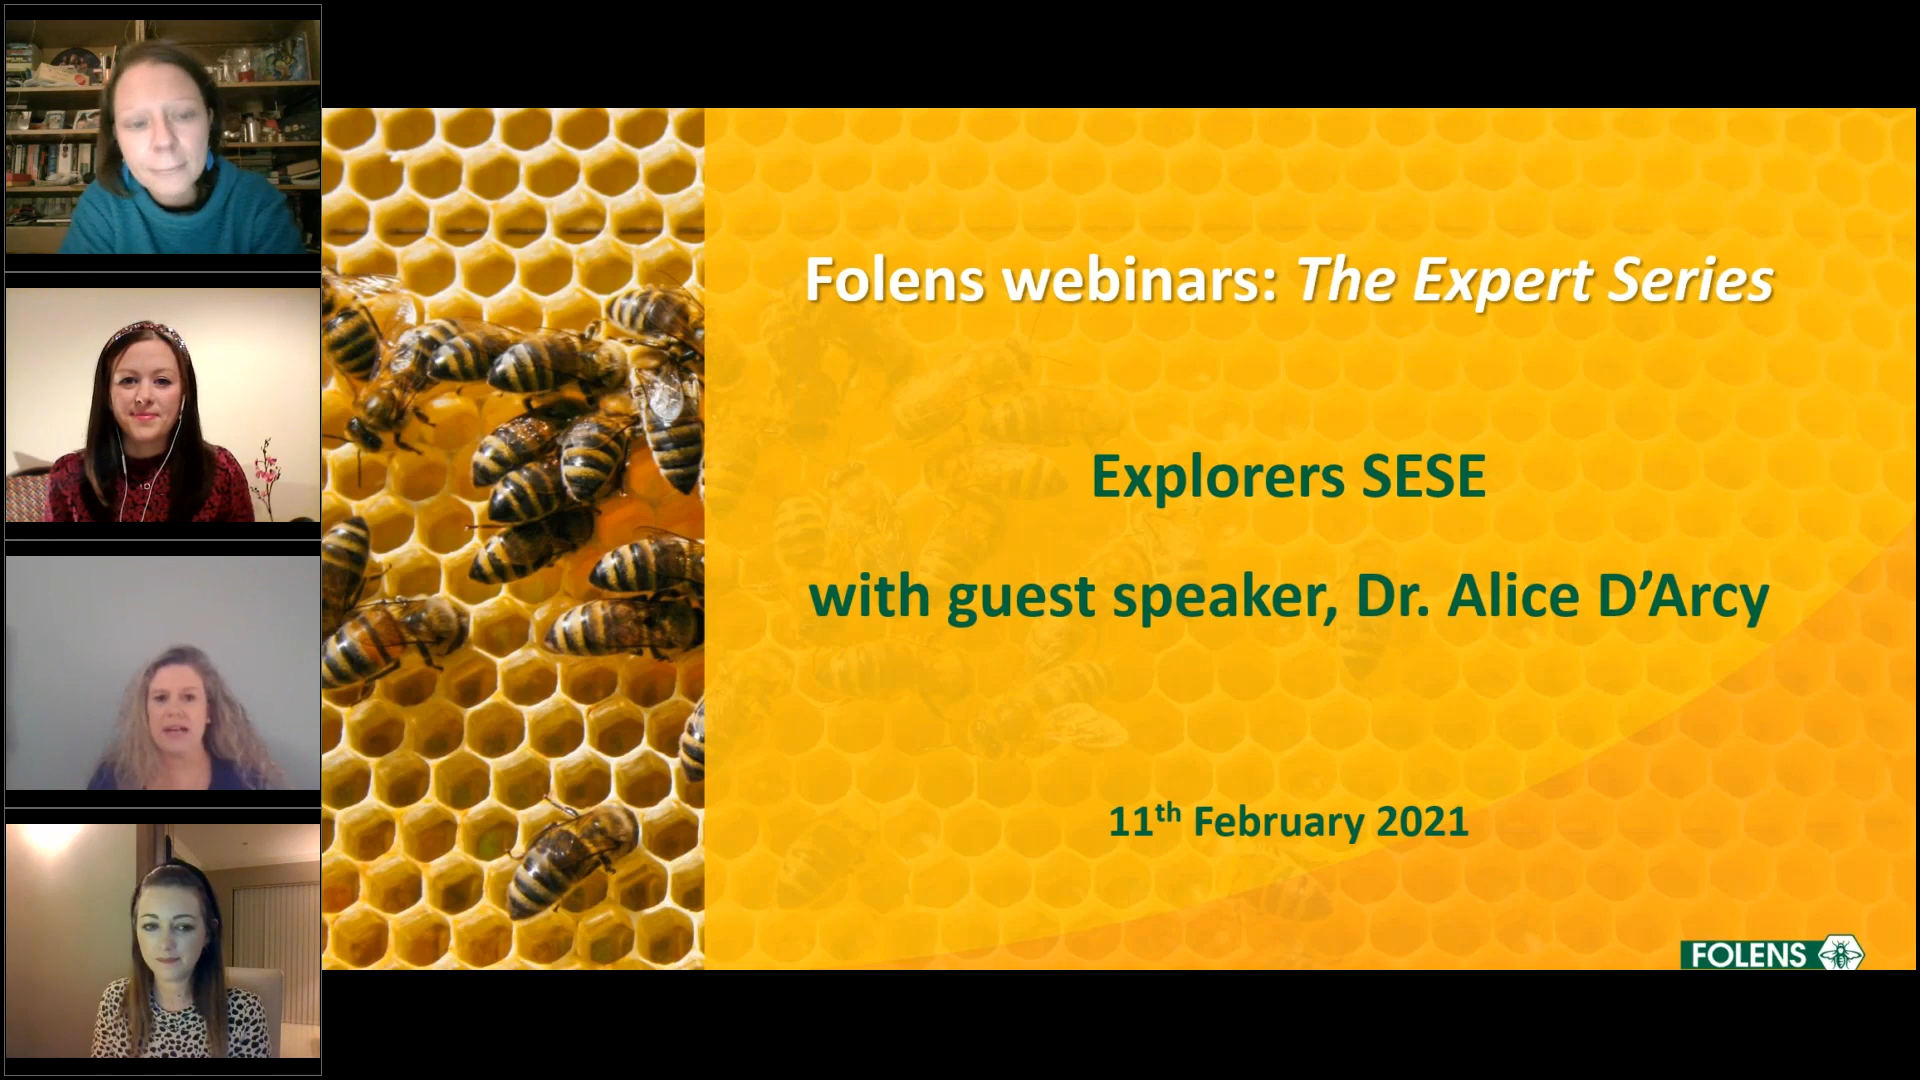 Folens webinars: The Expert Series
Explorers SESE
with guest speaker, Dr. Alice D’Arcy
11th February 2021
FOLENS